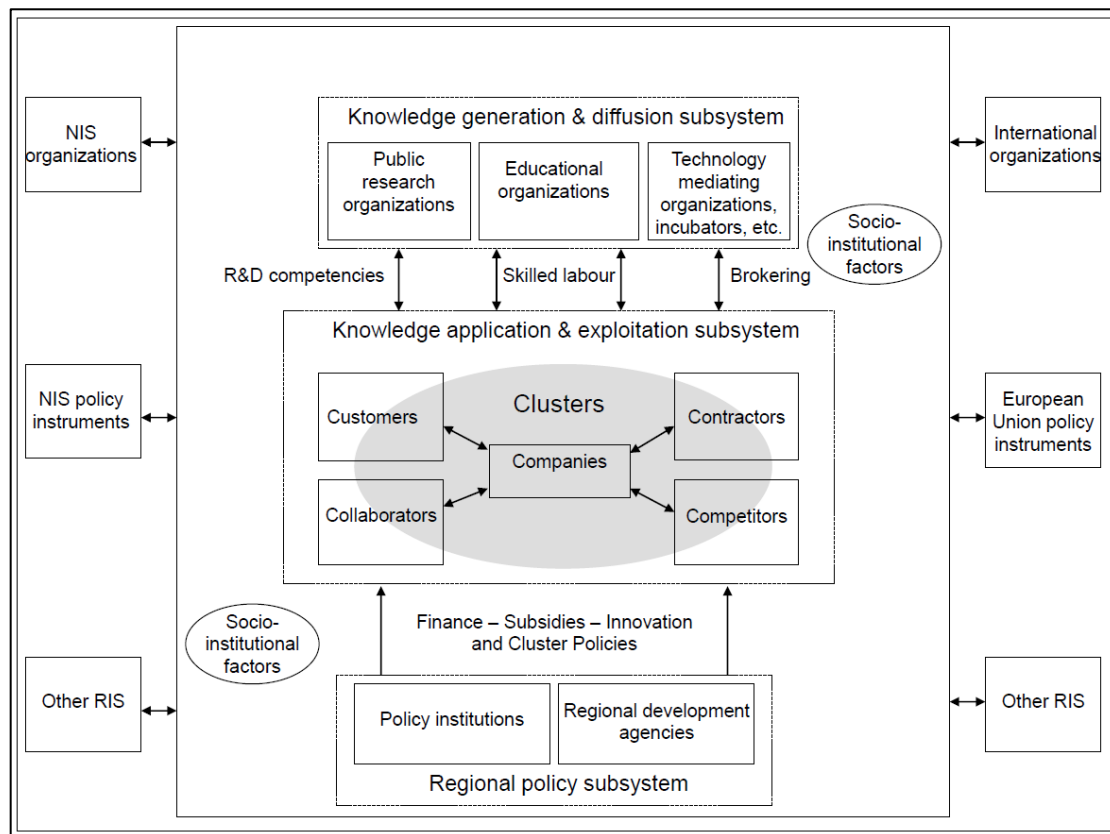 Knowledge generation & diffusion subsystem
NIS
organizations
Public
research
organizations
Educational
organizations
Technology
mediating
organizations,
incubators, etc.
International
organizations
Socio-
institutional
factors
R&D competencies
Skilled labour
Brokering
Knowledge application & exploitation subsystem
NIS policy
instruments
Customers
Clusters
Contractors
European
Union policy
instruments
Companies
Collaborators
Competitors
Socio-
institutional
factors
Finance – Subsidies – Innovation
and Cluster Policies
Other RIS
Policy institutions
Regional development
agencies
Other RIS
Regional policy subsystem